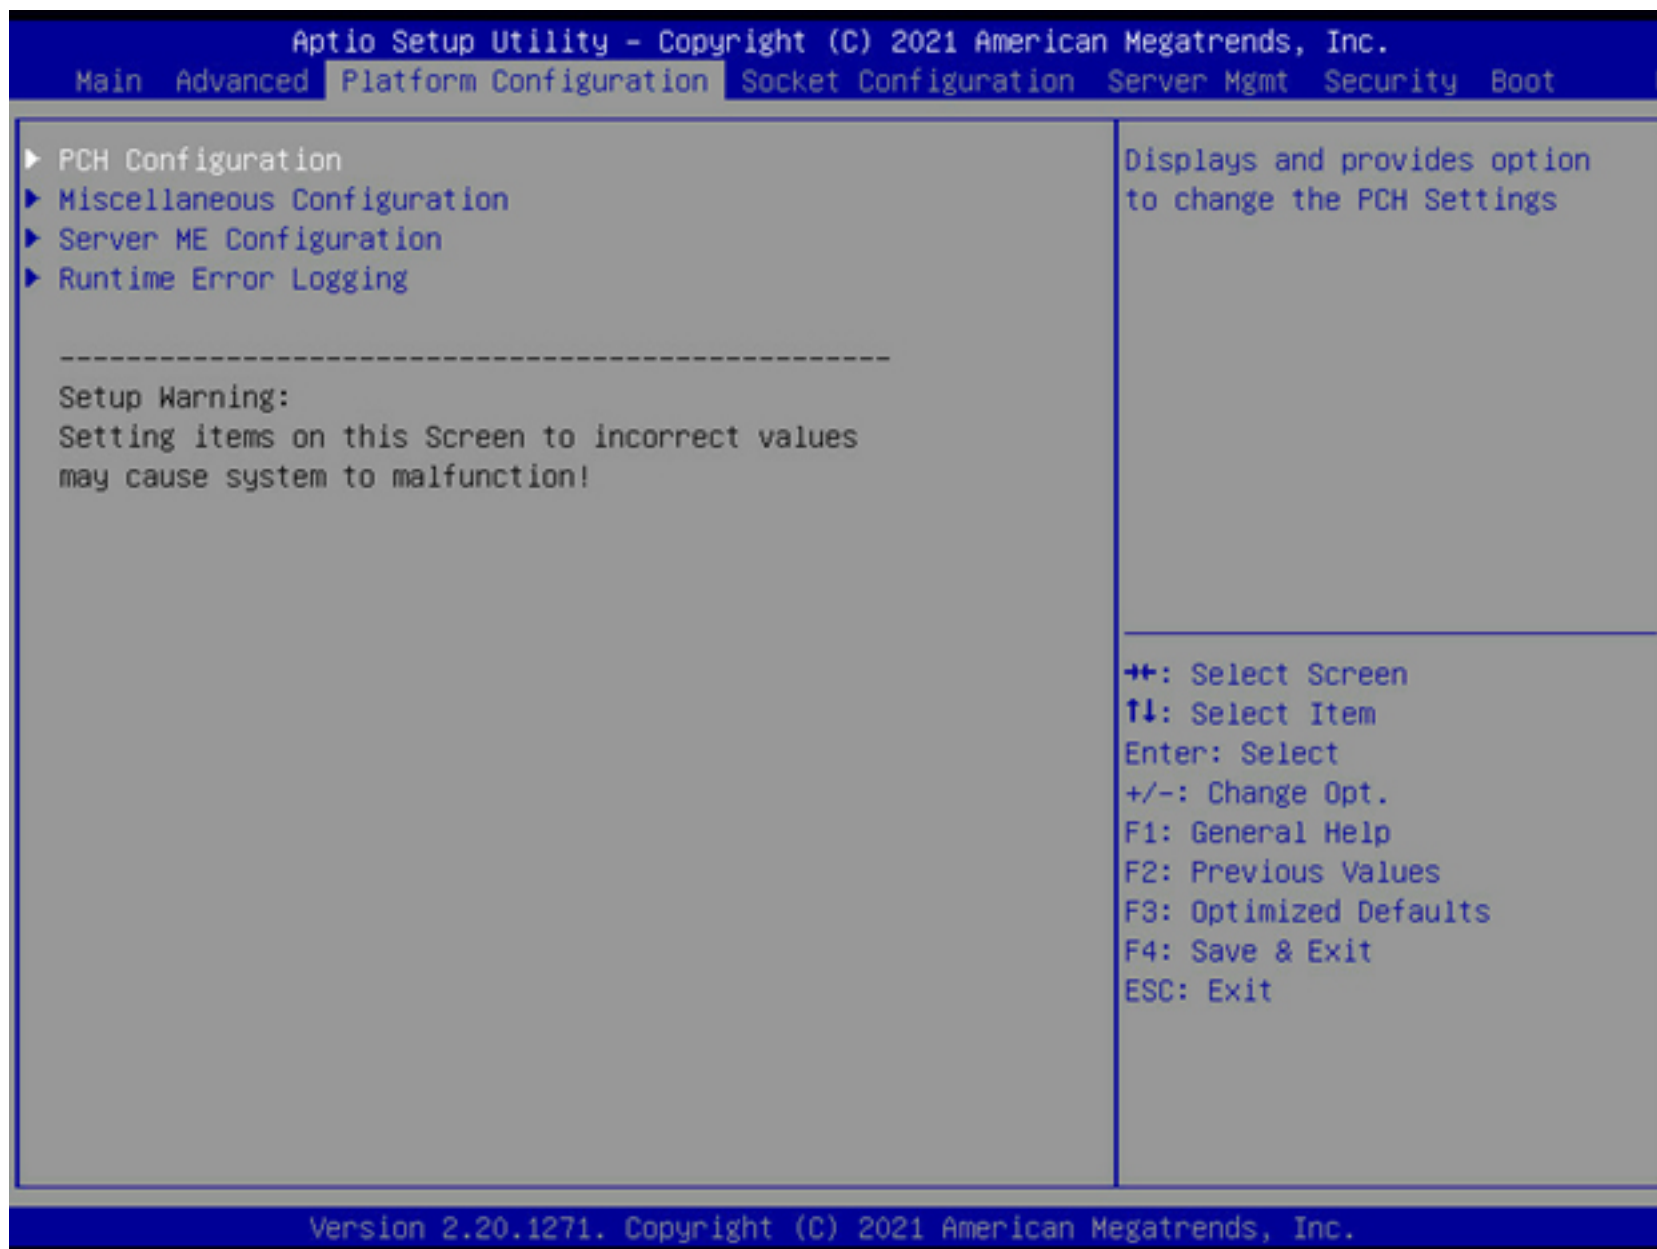 Aptio Setup Utility – Copyright (C) 2021 American Megatrends, Inc.
Main Advanced Platform Configuration Socket Configuration Server Mgmt Security Boot
▶ PCH Configuration
▶ Miscellaneous Configuration
▶ Server ME Configuration
▶ Runtime Error Logging
--------------------------------------------------
Setup Warning:
Setting items on this Screen to incorrect values
may cause system to malfunction!
Displays and provides option
to change the PCH Settings
→←: Select Screen
↑↓: Select Item
Enter: Select
+/-: Change Opt.
F1: General Help
F2: Previous Values
F3: Optimized Defaults
F4: Save & Exit
ESC: Exit
Version 2.20.1271. Copyright (C) 2021 American Megatrends, Inc.